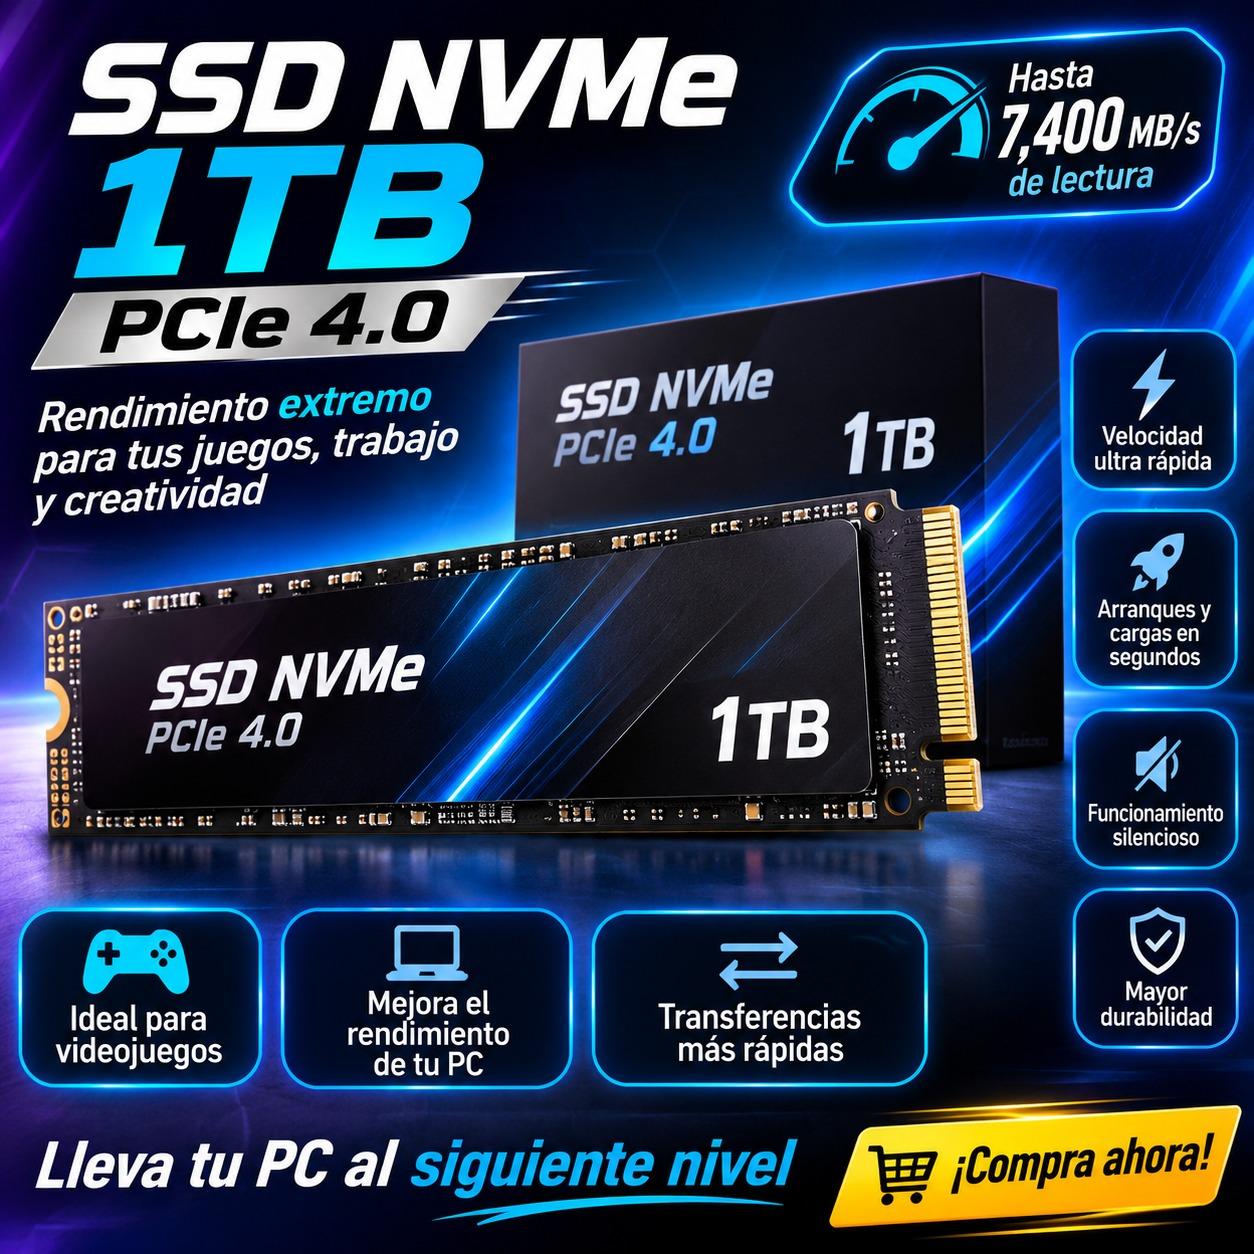 SSD NVMe
1TB
PCIe 4.0
Rendimiento extremo
para tus juegos, trabajo
y creatividad
Hasta
7,400 MB/s
de lectura
SSD NVMe
PCIe 4.0
1TB
SSD NVMe
PCIe 4.0
1TB
Velocidad
ultra rápida
Arranques y
cargas en
segundos
Funcionamiento
silencioso
Mayor
durabilidad
Ideal para
videojuegos
Mejora el
rendimiento
de tu PC
Transferencias
más rápidas
Lleva tu PC al siguiente nivel
¡Compra ahora!